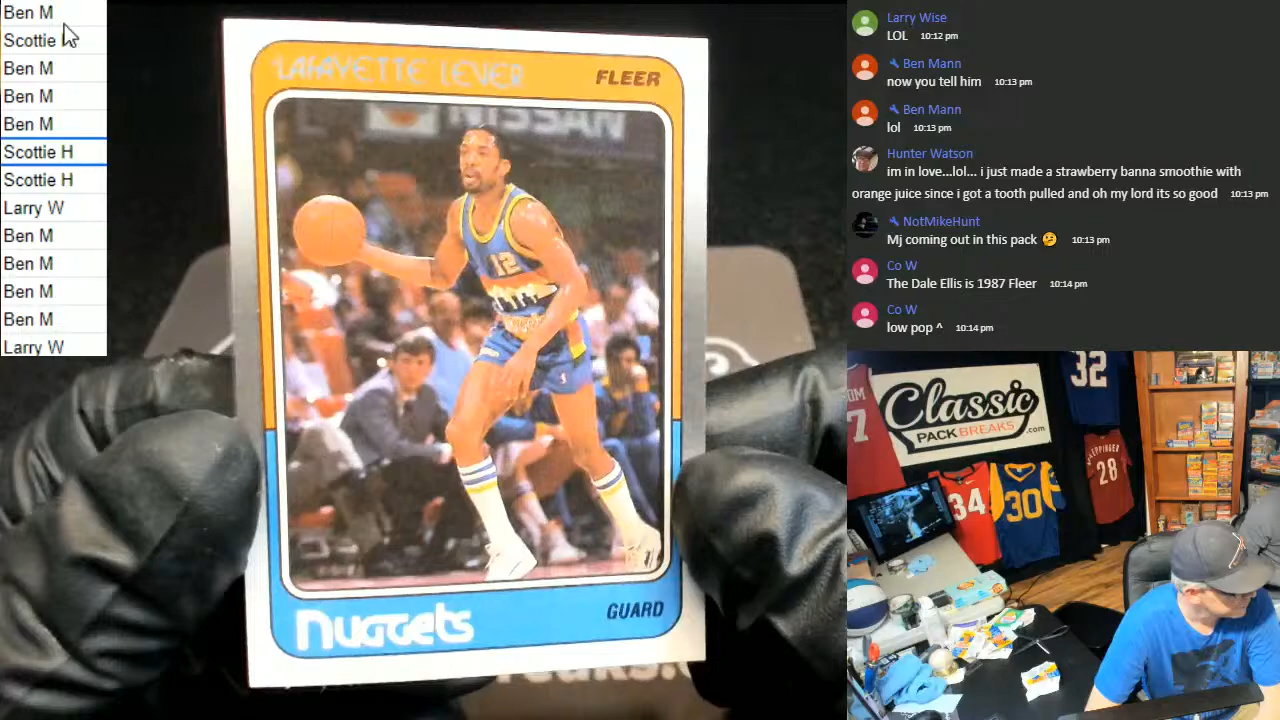 Ben M
Scottie
Ben M
Ben M
Ben M
Scottie H
Scottie H
Larry W
Ben M
Ben M
Ben M
Ben M
Larry W
LAFAYETTE LEVER
FLEER
NISSAN
12
NUGGETS
GUARD
Larry Wise
LOL 10:12 pm
Ben Mann
now you tell him 10:13 pm
Ben Mann
lol 10:13 pm
Hunter Watson
im in love...lol... i just made a strawberry banna smoothie with
orange juice since i got a tooth pulled and oh my lord its so good 10:13 pm
NotMikeHunt
Mj coming out in this pack 🤔 10:13 pm
Co W
The Dale Ellis is 1987 Fleer 10:14 pm
Co W
low pop ^ 10:14 pm
Classic
PACK BREAKS.com
32
7
34
30
28